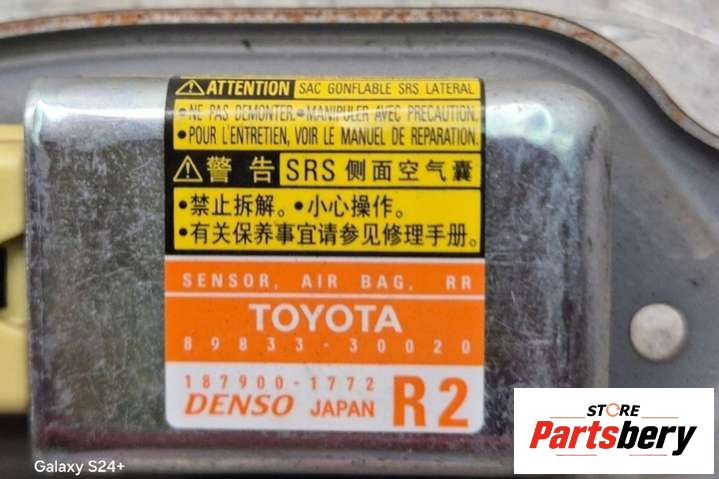 ATTENTION SAC GONFLABLE SRS LATERAL
•NE PAS DEMONTER.•MANIPULER AVEC PRECAUTION.
•POUR L'ENTRETIEN, VOIR LE MANUEL DE REPARATION.
警告 SRS 侧面空气囊
•禁止拆解。•小心操作。
•有关保养事宜请参见修理手册。
SENSOR, AIR BAG, RR
TOYOTA
89833-30020
187900-1772
DENSO JAPAN R2
STORE
Partsbery
Galaxy S24+